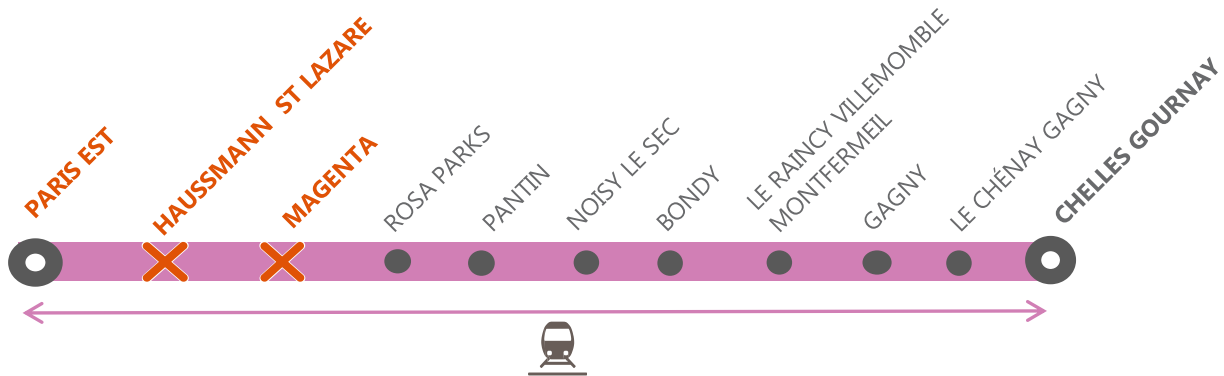 PARIS EST
HAUSSMANN ST LAZARE
MAGENTA
ROSA PARKS
PANTIN
NOISY LE SEC
BONDY
LE RAINCY VILLEMOMBLE
MONTFERMEIL
GAGNY
LE CHÉNAY GAGNY
CHELLES GOURNAY